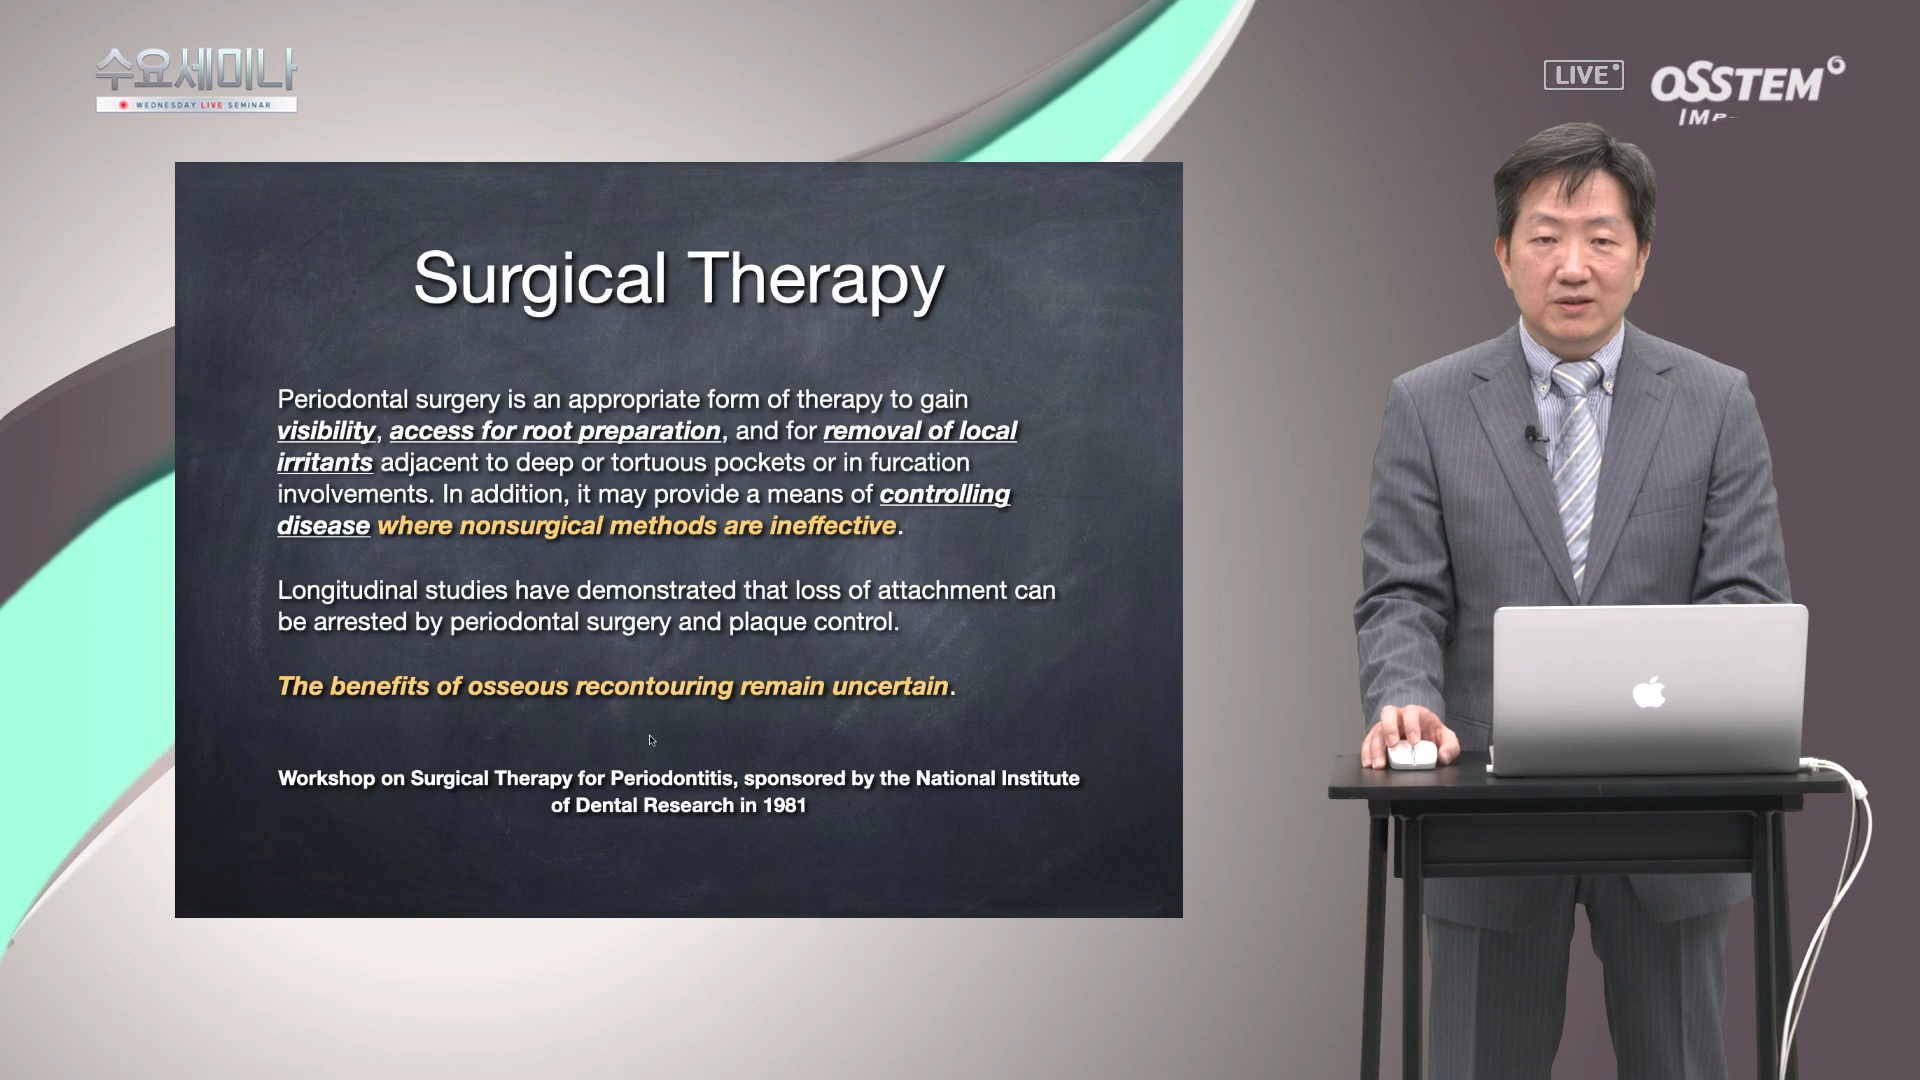 수요세미나
WEDNESDAY LIVE SEMINAR
LIVE
OSSTEM
Surgical Therapy
Periodontal surgery is an appropriate form of therapy to gain
visibility, access for root preparation, and for removal of local
irritants adjacent to deep or tortuous pockets or in furcation
involvements. In addition, it may provide a means of controlling
disease where nonsurgical methods are ineffective.
Longitudinal studies have demonstrated that loss of attachment can
be arrested by periodontal surgery and plaque control.
The benefits of osseous recontouring remain uncertain.
Workshop on Surgical Therapy for Periodontitis, sponsored by the National Institute
of Dental Research in 1981